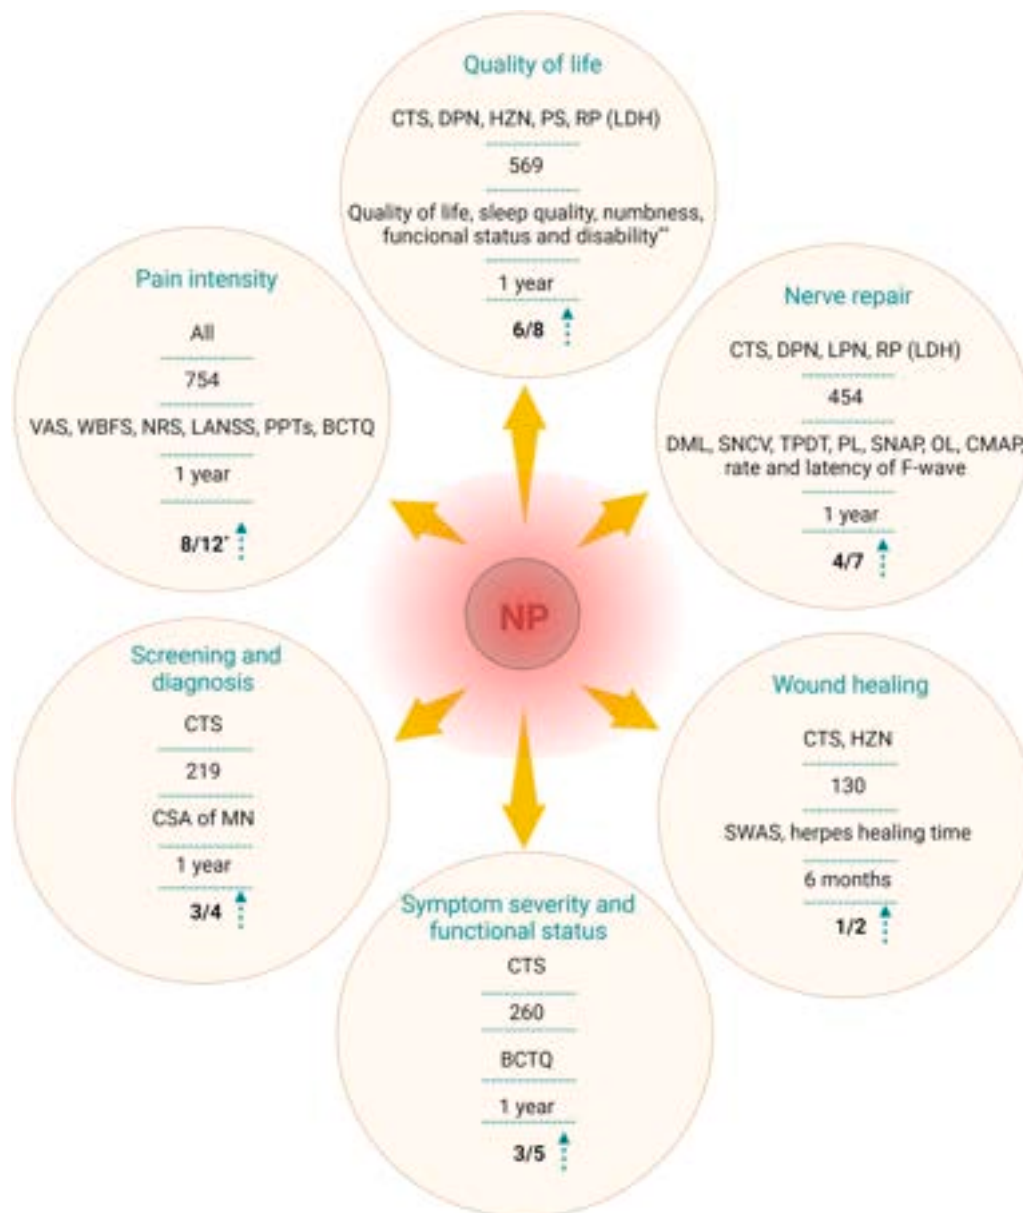 Quality of life
CTS, DPN, HZN, PS, RP (LDH)
569
Quality of life, sleep quality, numbness,
funcional status and disability**
1 year
6/8
Pain intensity
All
754
VAS, WBFS, NRS, LANSS, PPTs, BCTQ
1 year
8/12*
Nerve repair
CTS, DPN, LPN, RP (LDH)
454
DML, SNCV, TPDT, PL, SNAP, OL, CMAP,
rate and latency of F-wave
1 year
4/7
NP
Screening and
diagnosis
CTS
219
CSA of MN
1 year
3/4
Wound healing
CTS, HZN
130
SWAS, herpes healing time
6 months
1/2
Symptom severity and
functional status
CTS
260
BCTQ
1 year
3/5